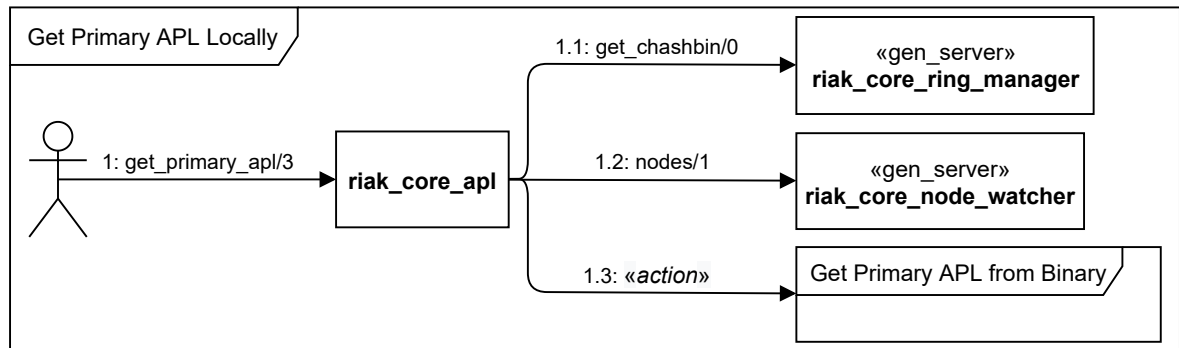 Get Primary APL Locally
1.1: get_chashbin/0
«gen_server»
riak_core_ring_manager
1: get_primary_apl/3
riak_core_apl
1.2: nodes/1
«gen_server»
riak_core_node_watcher
1.3: «action»
Get Primary APL from Binary